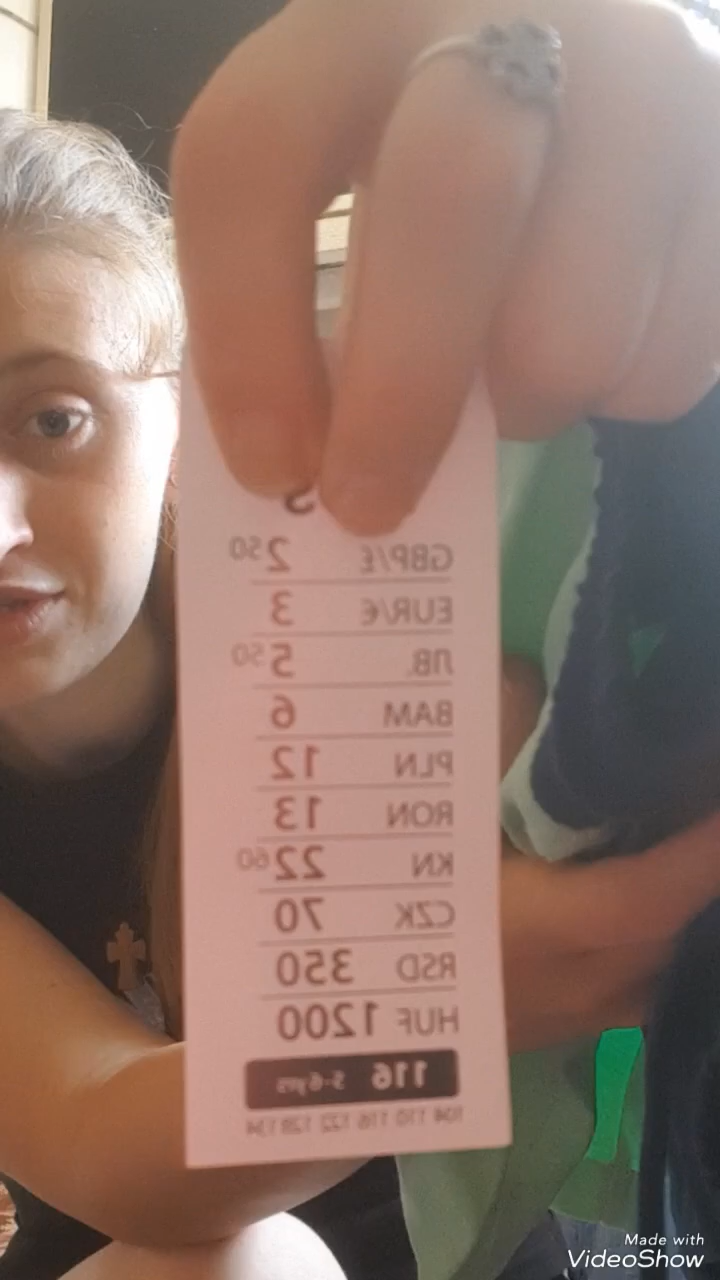 GBP/£ 2.50
EUR/€ 3
ЛВ. 5.50
BAM 6
PLN 12
RON 13
KN 22.60
CZK 70
RSD 350
HUF 1200
116 5-6yrs
104 110 116 122 128 134
Made with
VideoShow